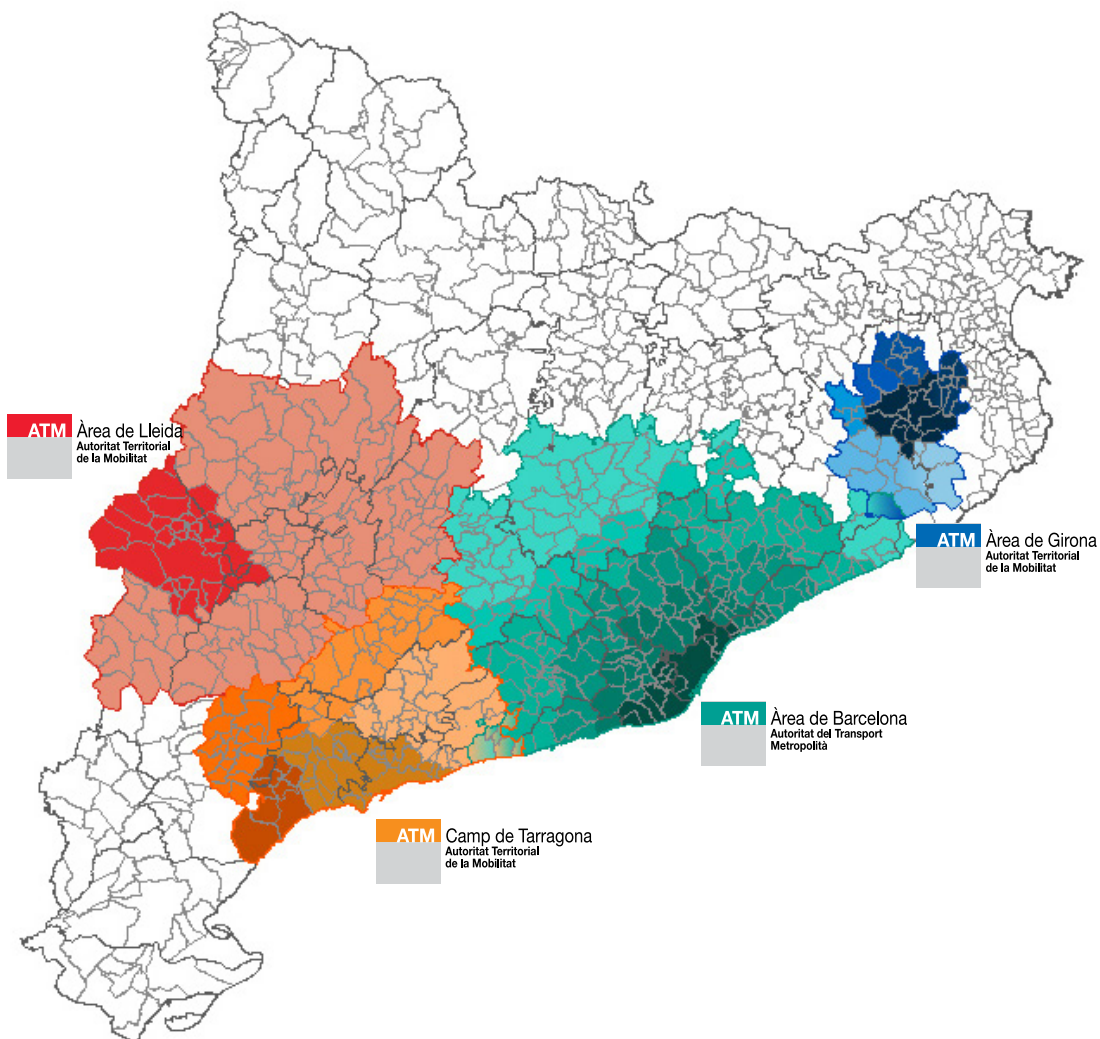 ATM Àrea de Lleida
Autoritat Territorial
de la Mobilitat
ATM Àrea de Girona
Autoritat Territorial
de la Mobilitat
ATM Àrea de Barcelona
Autoritat del Transport
Metropolità
ATM Camp de Tarragona
Autoritat Territorial
de la Mobilitat